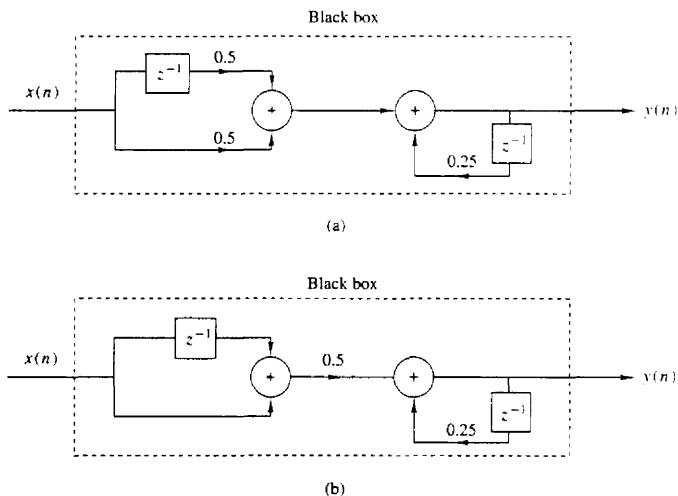 Black box
0.5
z⁻¹
x(n)
+
+
y(n)
0.5
z⁻¹
0.25
(a)
Black box
z⁻¹
x(n)
0.5
+
+
y(n)
z⁻¹
0.25
(b)